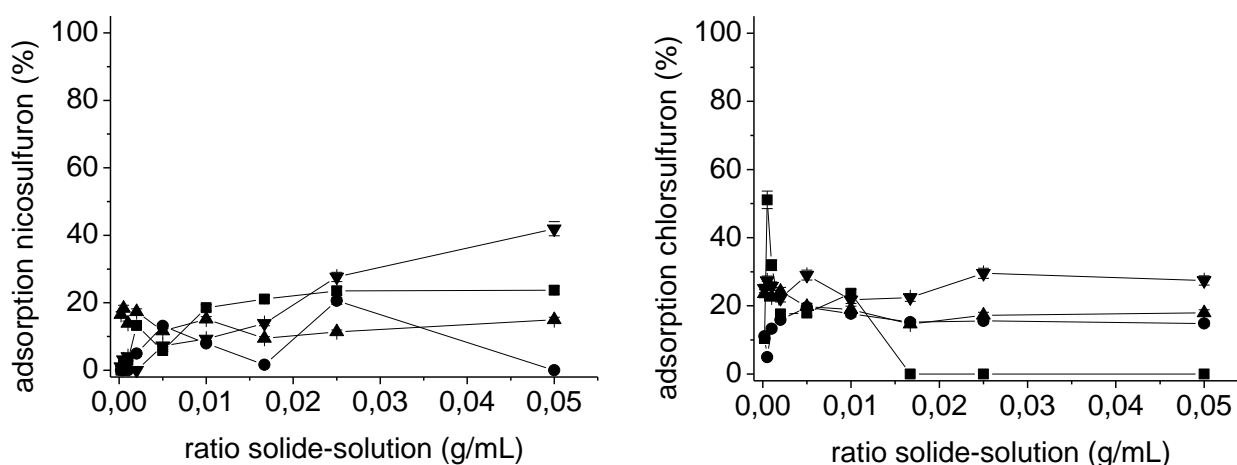 adsorption nicosulfuron (%)
100
80
60
40
20
0
0,00 0,01 0,02 0,03 0,04 0,05
ratio solide-solution (g/mL)
adsorption chlorsulfuron (%)
100
80
60
40
20
0
0,00 0,01 0,02 0,03 0,04 0,05
ratio solide-solution (g/mL)